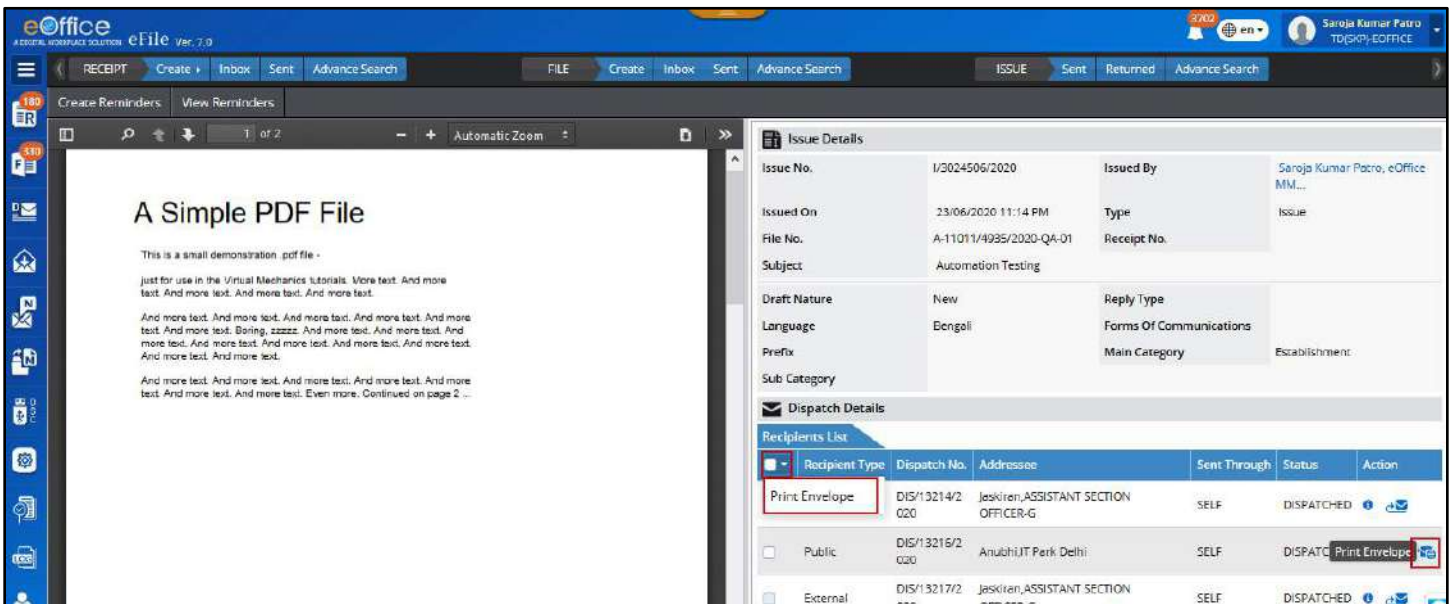 eOffice
A DIGITAL WORKPLACE SOLUTION eFile Ver. 7.0
3702
en
Saroja Kumar Patro
TD(SKP)-EOFFICE
RECEIPT Create Inbox Sent Advance Search FILE Create Inbox Sent Advance Search ISSUE Sent Returned Advance Search
180
R
Create Reminders View Reminders
1 of 2 Automatic Zoom
330
F
A Simple PDF File
This is a small demonstration .pdf file -
just for use in the Virtual Mechanics tutorials. More text. And more
text. And more text. And more text. And more text.
And more text. And more text. And more text. And more text. And more
text. And more text. Boring, zzzzz. And more text. And more text. And
more text. And more text. And more text. And more text. And more text.
And more text. And more text.
And more text. And more text. And more text. And more text. And more
text. And more text. And more text. Even more. Continued on page 2 ...
D
N
N
DSC
LOG
Issue Details
Issue No. I/3024506/2020 Issued By Saroja Kumar Patro, eOffice
MM...
Issued On 23/06/2020 11:14 PM Type Issue
File No. A-11011/4935/2020-QA-01 Receipt No.
Subject Automation Testing
Draft Nature New Reply Type
Language Bengali Forms Of Communications
Prefix Main Category Establishment
Sub Category
Dispatch Details
Recipients List
Recipient Type Dispatch No. Addressee Sent Through Status Action
Print Envelope DIS/13214/2
020 Jaskiran,ASSISTANT SECTION
OFFICER-G SELF DISPATCHED
Public DIS/13216/2
020 Anubhi,IT Park Delhi SELF DISPATC Print Envelope
External DIS/13217/2 Jaskiran,ASSISTANT SECTION SELF DISPATCHED